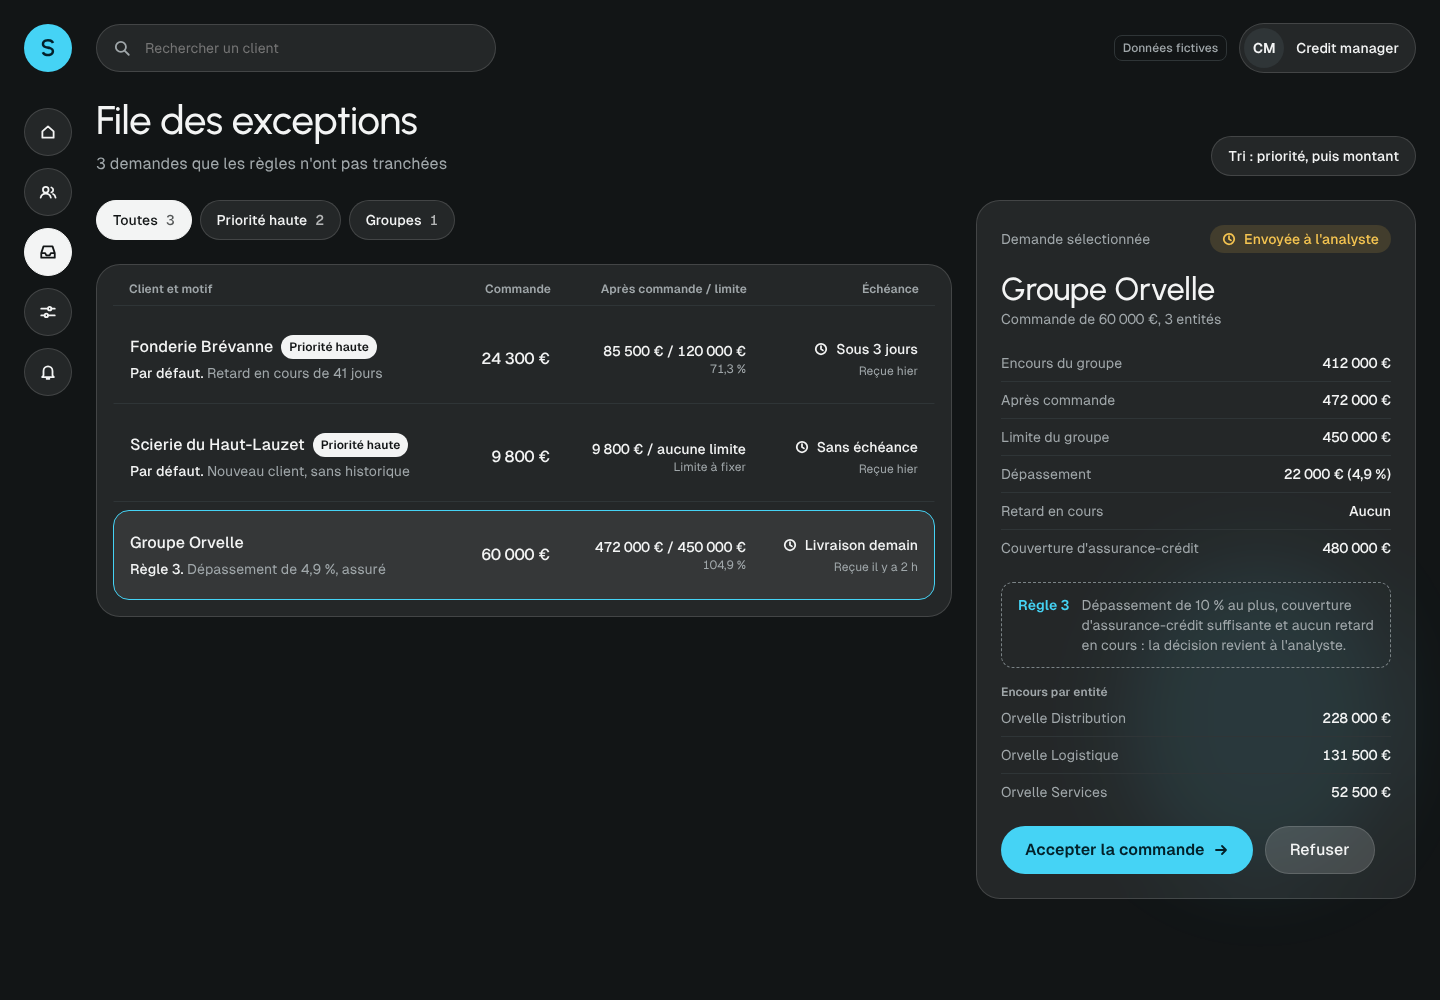 S
Rechercher un client
Données fictives
CM
Credit manager
File des exceptions
3 demandes que les règles n'ont pas tranchées
Tri : priorité, puis montant
Toutes 3
Priorité haute 2
Groupes 1
Client et motif
Commande
Après commande / limite
Échéance
Fonderie Brévanne
Priorité haute
Par défaut. Retard en cours de 41 jours
24 300 €
85 500 € / 120 000 €
71,3 %
Sous 3 jours
Reçue hier
Scierie du Haut-Lauzet
Priorité haute
Par défaut. Nouveau client, sans historique
9 800 €
9 800 € / aucune limite
Limite à fixer
Sans échéance
Reçue hier
Groupe Orvelle
Règle 3. Dépassement de 4,9 %, assuré
60 000 €
472 000 € / 450 000 €
104,9 %
Livraison demain
Reçue il y a 2 h
Demande sélectionnée
Envoyée à l'analyste
Groupe Orvelle
Commande de 60 000 €, 3 entités
Encours du groupe 412 000 €
Après commande 472 000 €
Limite du groupe 450 000 €
Dépassement 22 000 € (4,9 %)
Retard en cours Aucun
Couverture d'assurance-crédit 480 000 €
Règle 3 Dépassement de 10 % au plus, couverture
d'assurance-crédit suffisante et aucun retard
en cours : la décision revient à l'analyste.
Encours par entité
Orvelle Distribution 228 000 €
Orvelle Logistique 131 500 €
Orvelle Services 52 500 €
Accepter la commande
Refuser